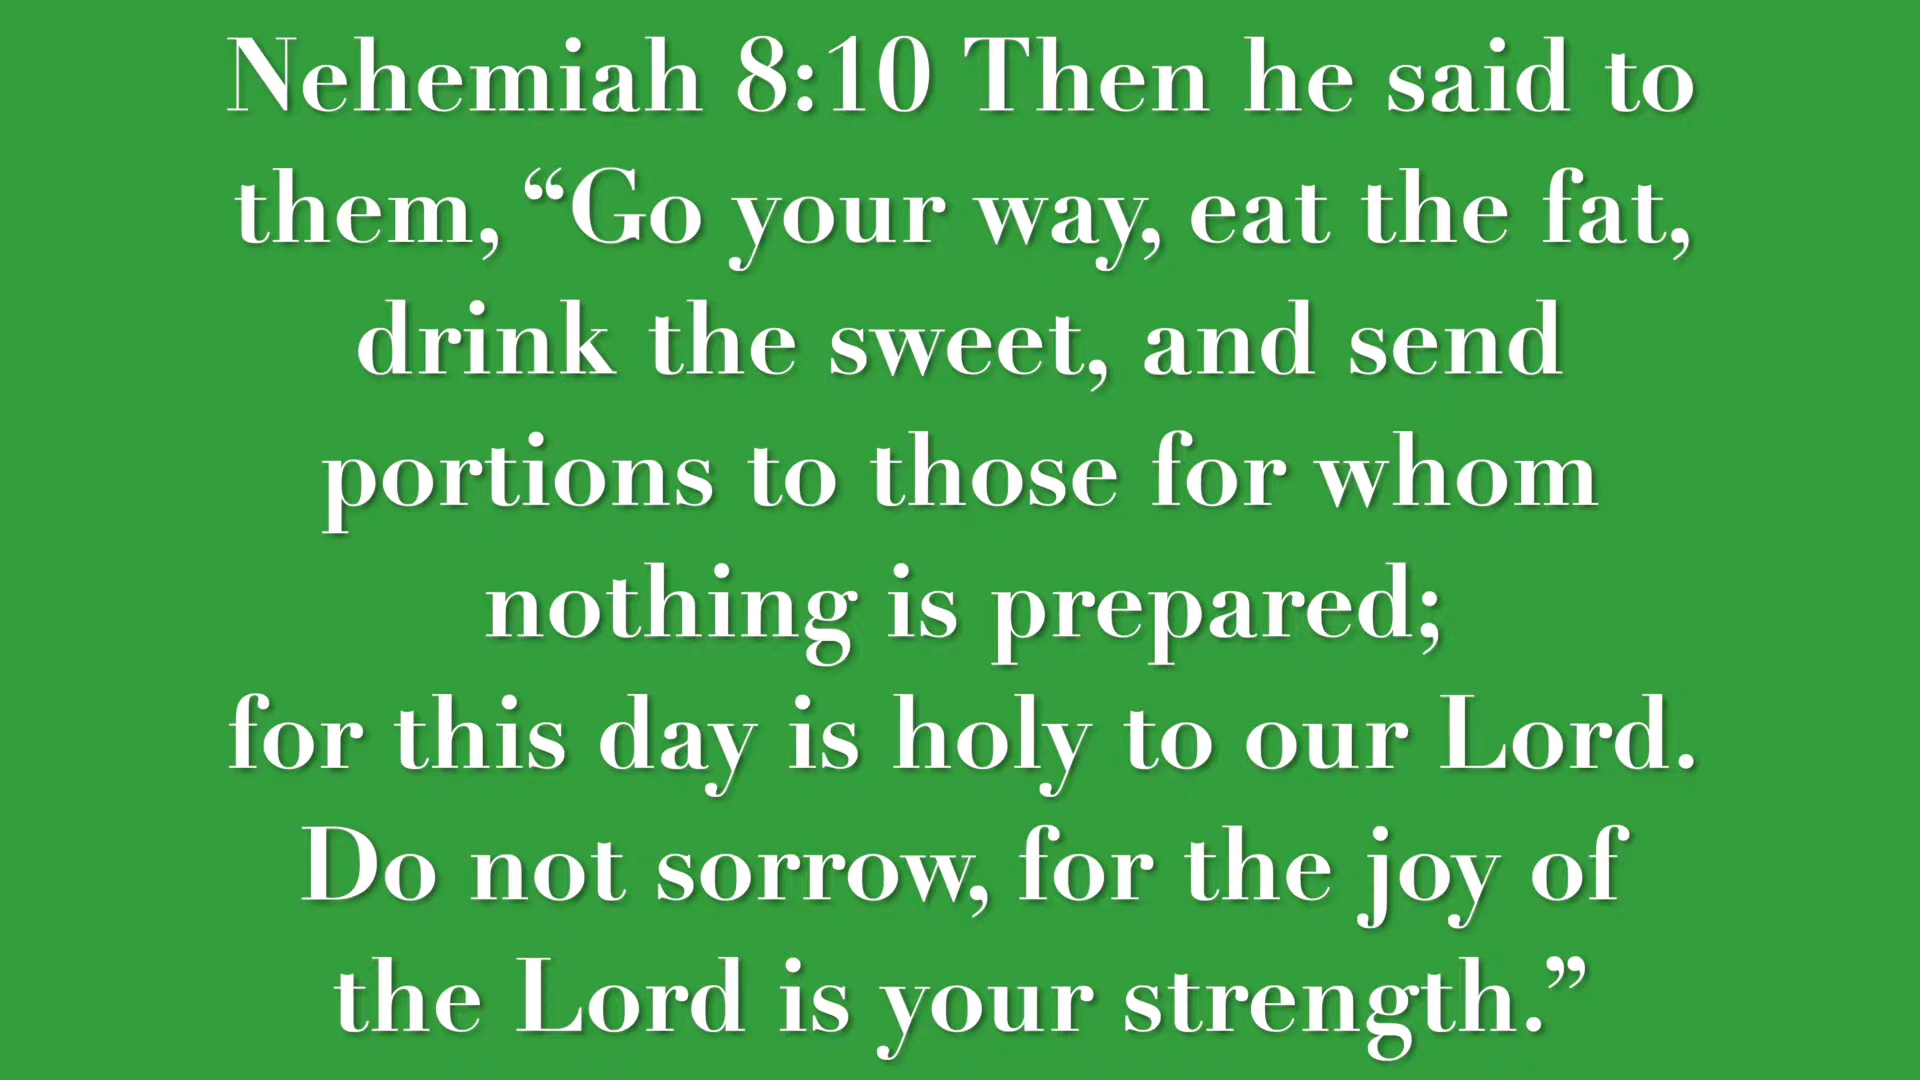 Nehemiah 8:10 Then he said to
them, “Go your way, eat the fat,
drink the sweet, and send
portions to those for whom
nothing is prepared;
for this day is holy to our Lord.
Do not sorrow, for the joy of
the Lord is your strength.”